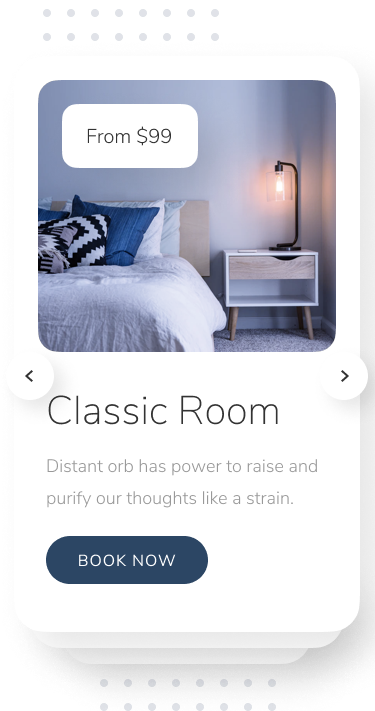 From $99
Classic Room
Distant orb has power to raise and
purify our thoughts like a strain.
BOOK NOW